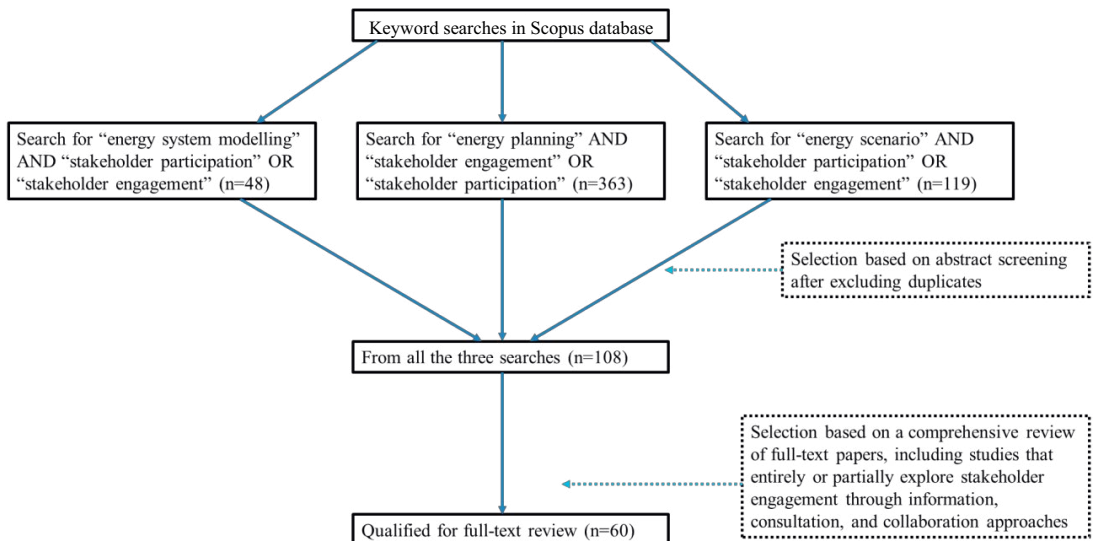 Keyword searches in Scopus database
Search for “energy system modelling”
AND “stakeholder participation” OR
“stakeholder engagement” (n=48)
Search for “energy planning” AND
“stakeholder engagement” OR
“stakeholder participation” (n=363)
Search for “energy scenario” AND
“stakeholder participation” OR
“stakeholder engagement” (n=119)
Selection based on abstract screening
after excluding duplicates
From all the three searches (n=108)
Selection based on a comprehensive review
of full-text papers, including studies that
entirely or partially explore stakeholder
engagement through information,
consultation, and collaboration approaches
Qualified for full-text review (n=60)